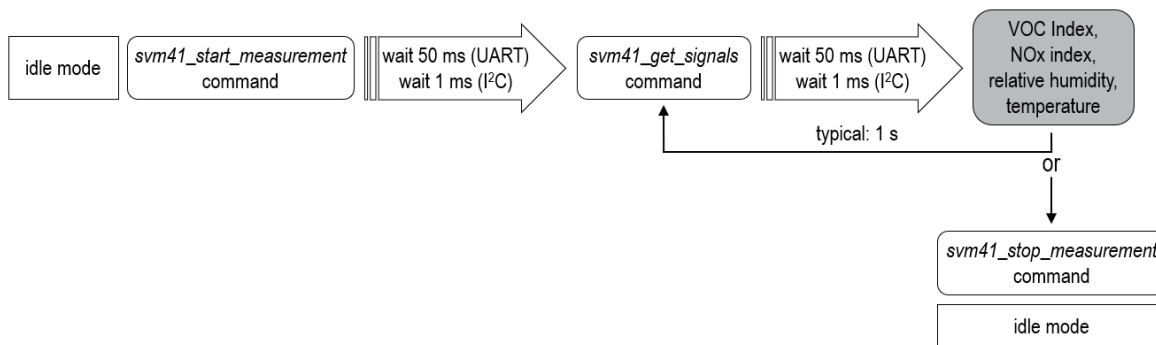 idle mode
svm41_start_measurement
command
wait 50 ms (UART)
wait 1 ms (I²C)
svm41_get_signals
command
wait 50 ms (UART)
wait 1 ms (I²C)
VOC Index,
NOx index,
relative humidity,
temperature
typical: 1 s
or
svm41_stop_measurement
command
idle mode